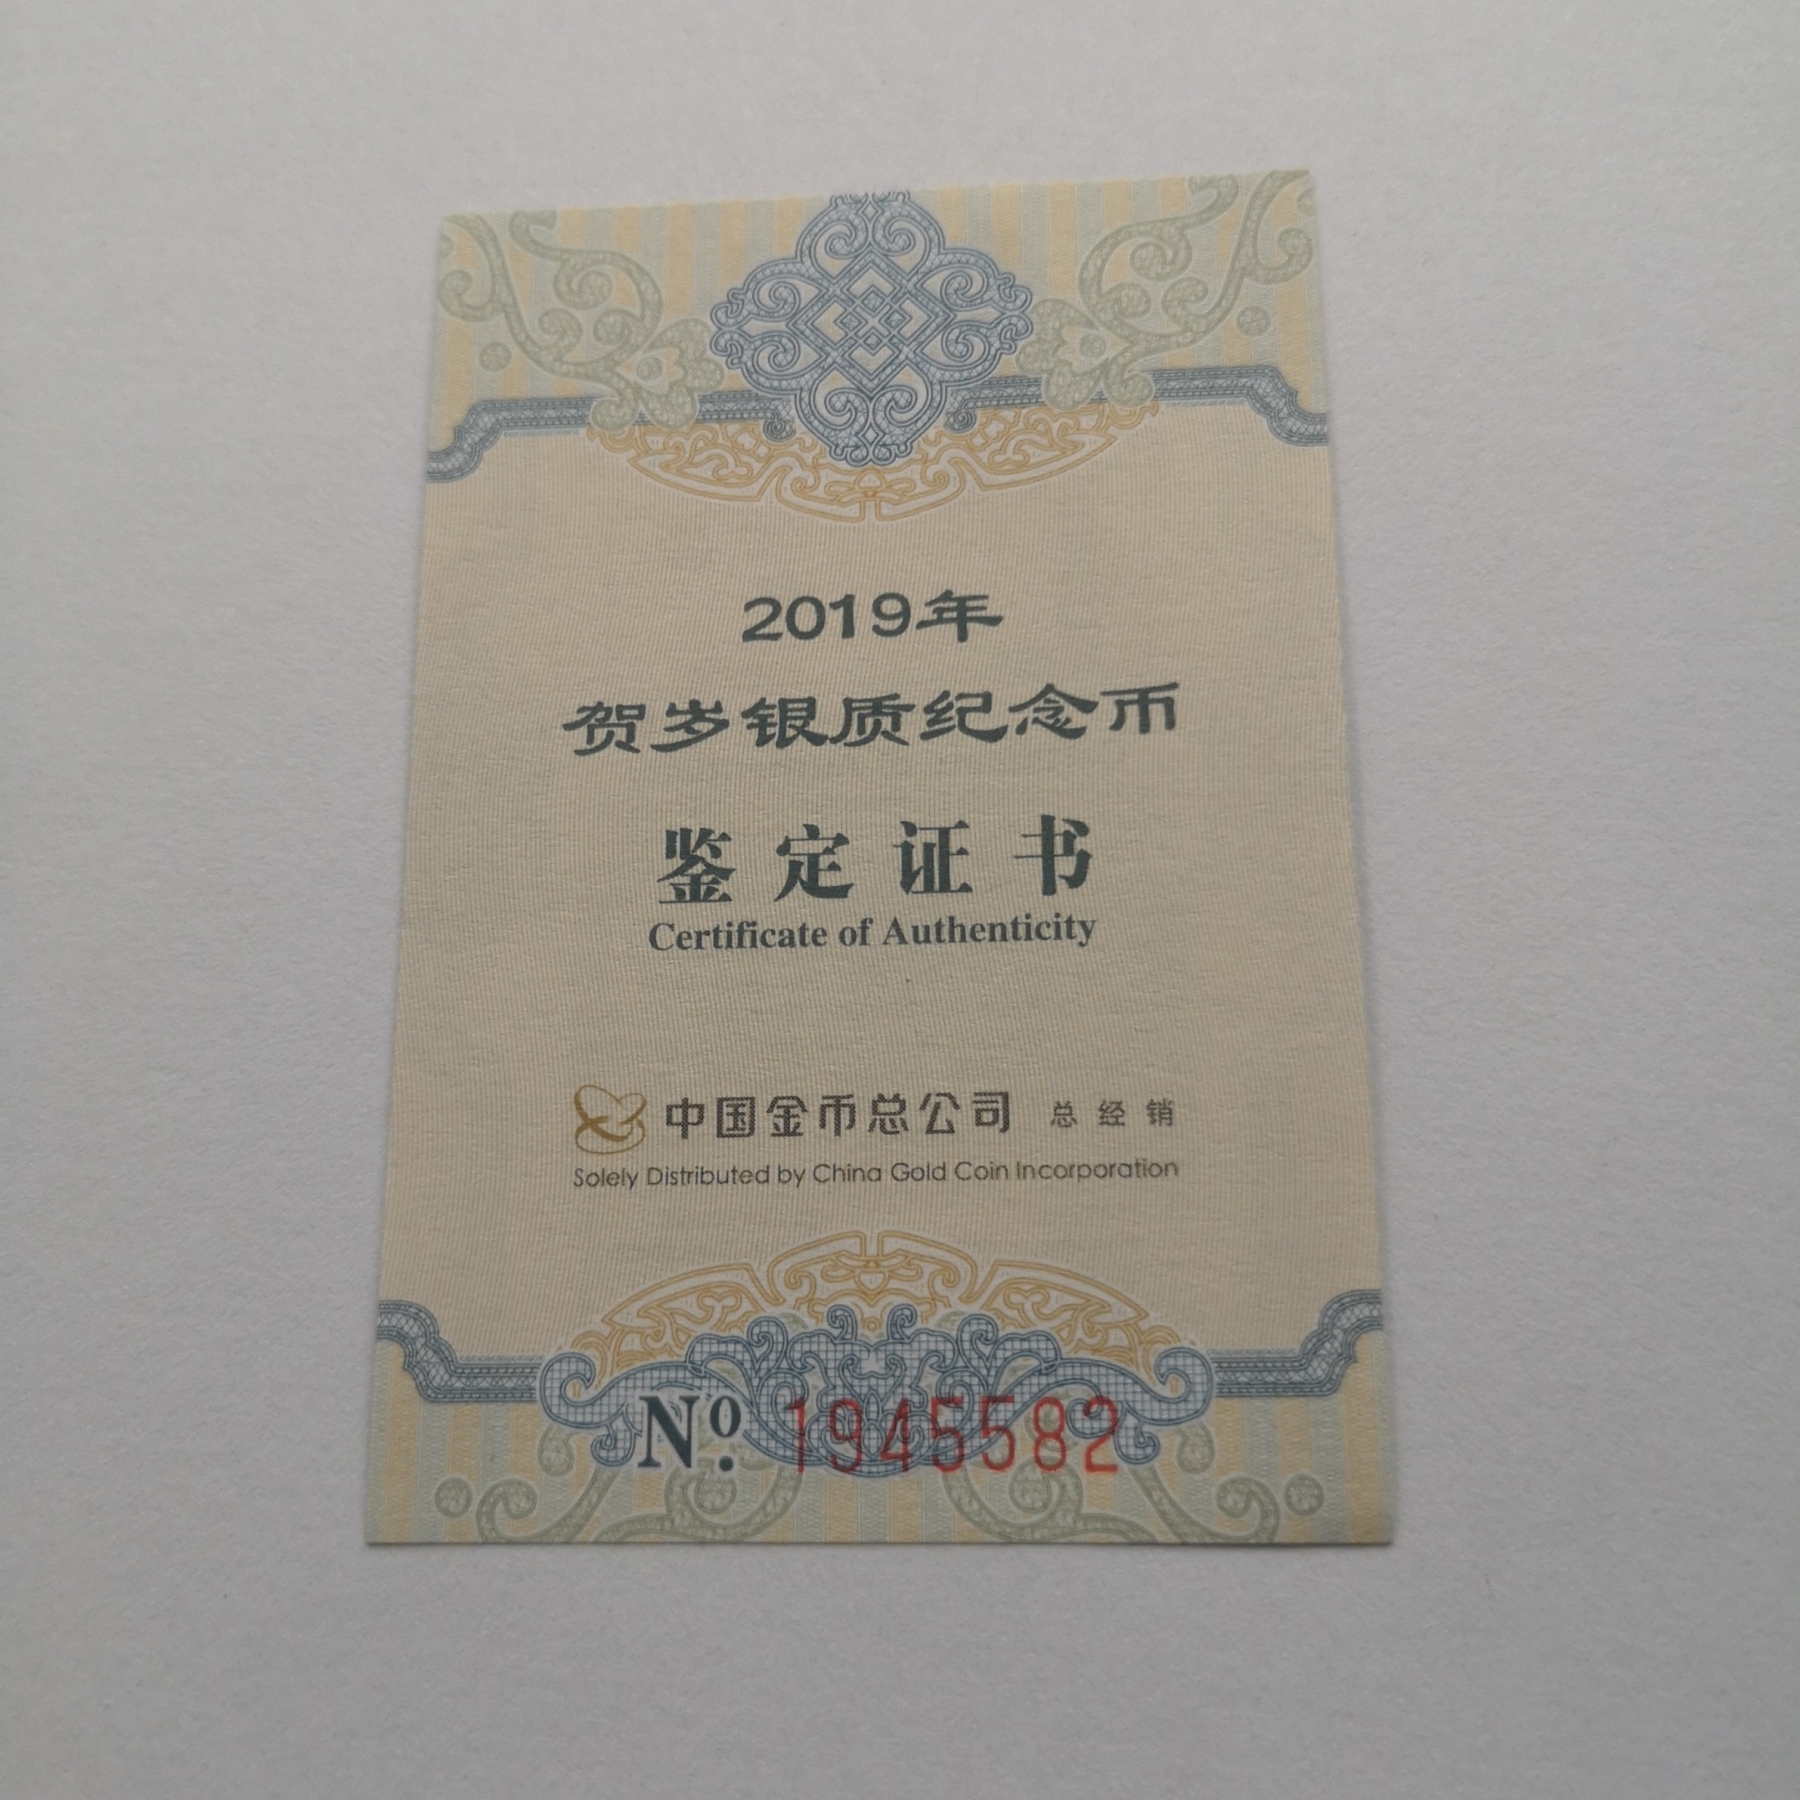 2019年
贺岁银质纪念币
鉴定证书
Certificate of Authenticity
中国金币总公司 总经销
Solely Distributed by China Gold Coin Incorporation
Nº. 1945582